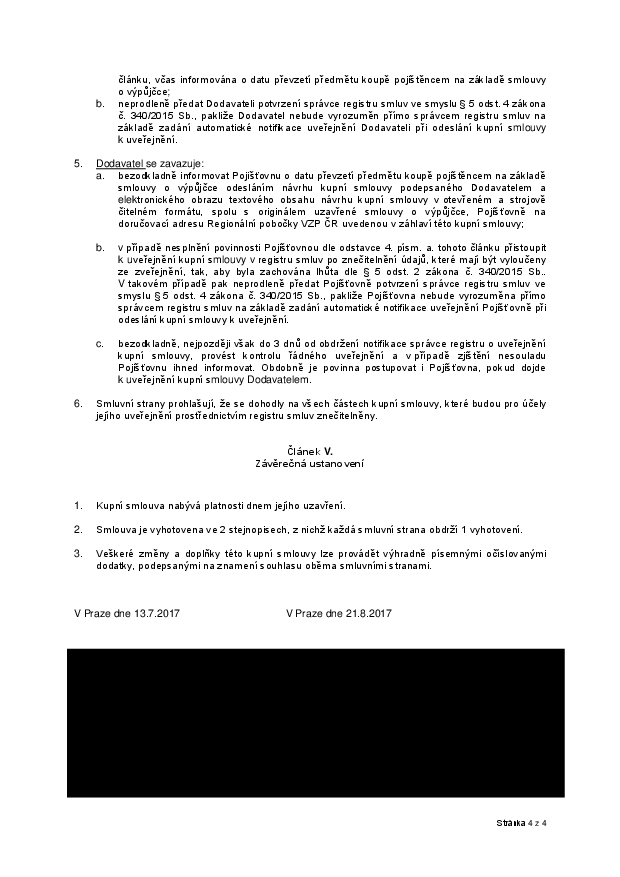 článku, včas informována o datu převzetí předmětu koupě pojištěncem na základě smlouvy
o výpůjčce;
b. neprodleně předat Dodavateli potvrzení správce registru smluv ve smyslu § 5 odst. 4 zákona
č. 340/2015 Sb., pakliže Dodavatel nebude vyrozuměn přímo správcem registru smluv na
základě zadání automatické notifikace uveřejnění Dodavateli při odeslání kupní smlouvy
k uveřejnění.
5. Dodavatel se zavazuje:
a. bezodkladně informovat Pojišťovnu o datu převzetí předmětu koupě pojištěncem na základě
smlouvy o výpůjčce odesláním návrhu kupní smlouvy podepsaného Dodavatelem a
elektronického obrazu textového obsahu návrhu kupní smlouvy v otevřeném a strojově
čitelném formátu, spolu s originálem uzavřené smlouvy o výpůjčce, Pojišťovně na
doručovací adresu Regionální pobočky VZP ČR uvedenou v záhlaví této kupní smlouvy;
b. v případě nesplnění povinnosti Pojišťovnou dle odstavce 4. písm. a. tohoto článku přistoupit
k uveřejnění kupní smlouvy v registru smluv po znečitelnění údajů, které mají být vyloučeny
ze zveřejnění, tak, aby byla zachována lhůta dle § 5 odst. 2 zákona č. 340/2015 Sb..
V takovém případě pak neprodleně předat Pojišťovně potvrzení správce registru smluv ve
smyslu § 5 odst. 4 zákona č. 340/2015 Sb., pakliže Pojišťovna nebude vyrozuměna přímo
správcem registru smluv na základě zadání automatické notifikace uveřejnění Pojišťovně při
odeslání kupní smlouvy k uveřejnění.
c. bezodkladně, nejpozději však do 3 dnů od obdržení notifikace správce registru o uveřejnění
kupní smlouvy, provést kontrolu řádného uveřejnění a v případě zjištění nesouladu
Pojišťovnu ihned informovat. Obdobně je povinna postupovat i Pojišťovna, pokud dojde
k uveřejnění kupní smlouvy Dodavatelem.
6. Smluvní strany prohlašují, že se dohodly na všech částech kupní smlouvy, které budou pro účely
jejího uveřejnění prostřednictvím registru smluv znečitelněny.
Článek V.
Závěrečná ustanovení
1. Kupní smlouva nabývá platnosti dnem jejího uzavření.
2. Smlouva je vyhotovena ve 2 stejnopisech, z nichž každá smluvní strana obdrží 1 vyhotovení.
3. Veškeré změny a doplňky této kupní smlouvy lze provádět výhradně písemnými očíslovanými
dodatky, podepsanými na znamení souhlasu oběma smluvními stranami.
V Praze dne 13.7.2017 V Praze dne 21.8.2017
Stránka 4 z 4